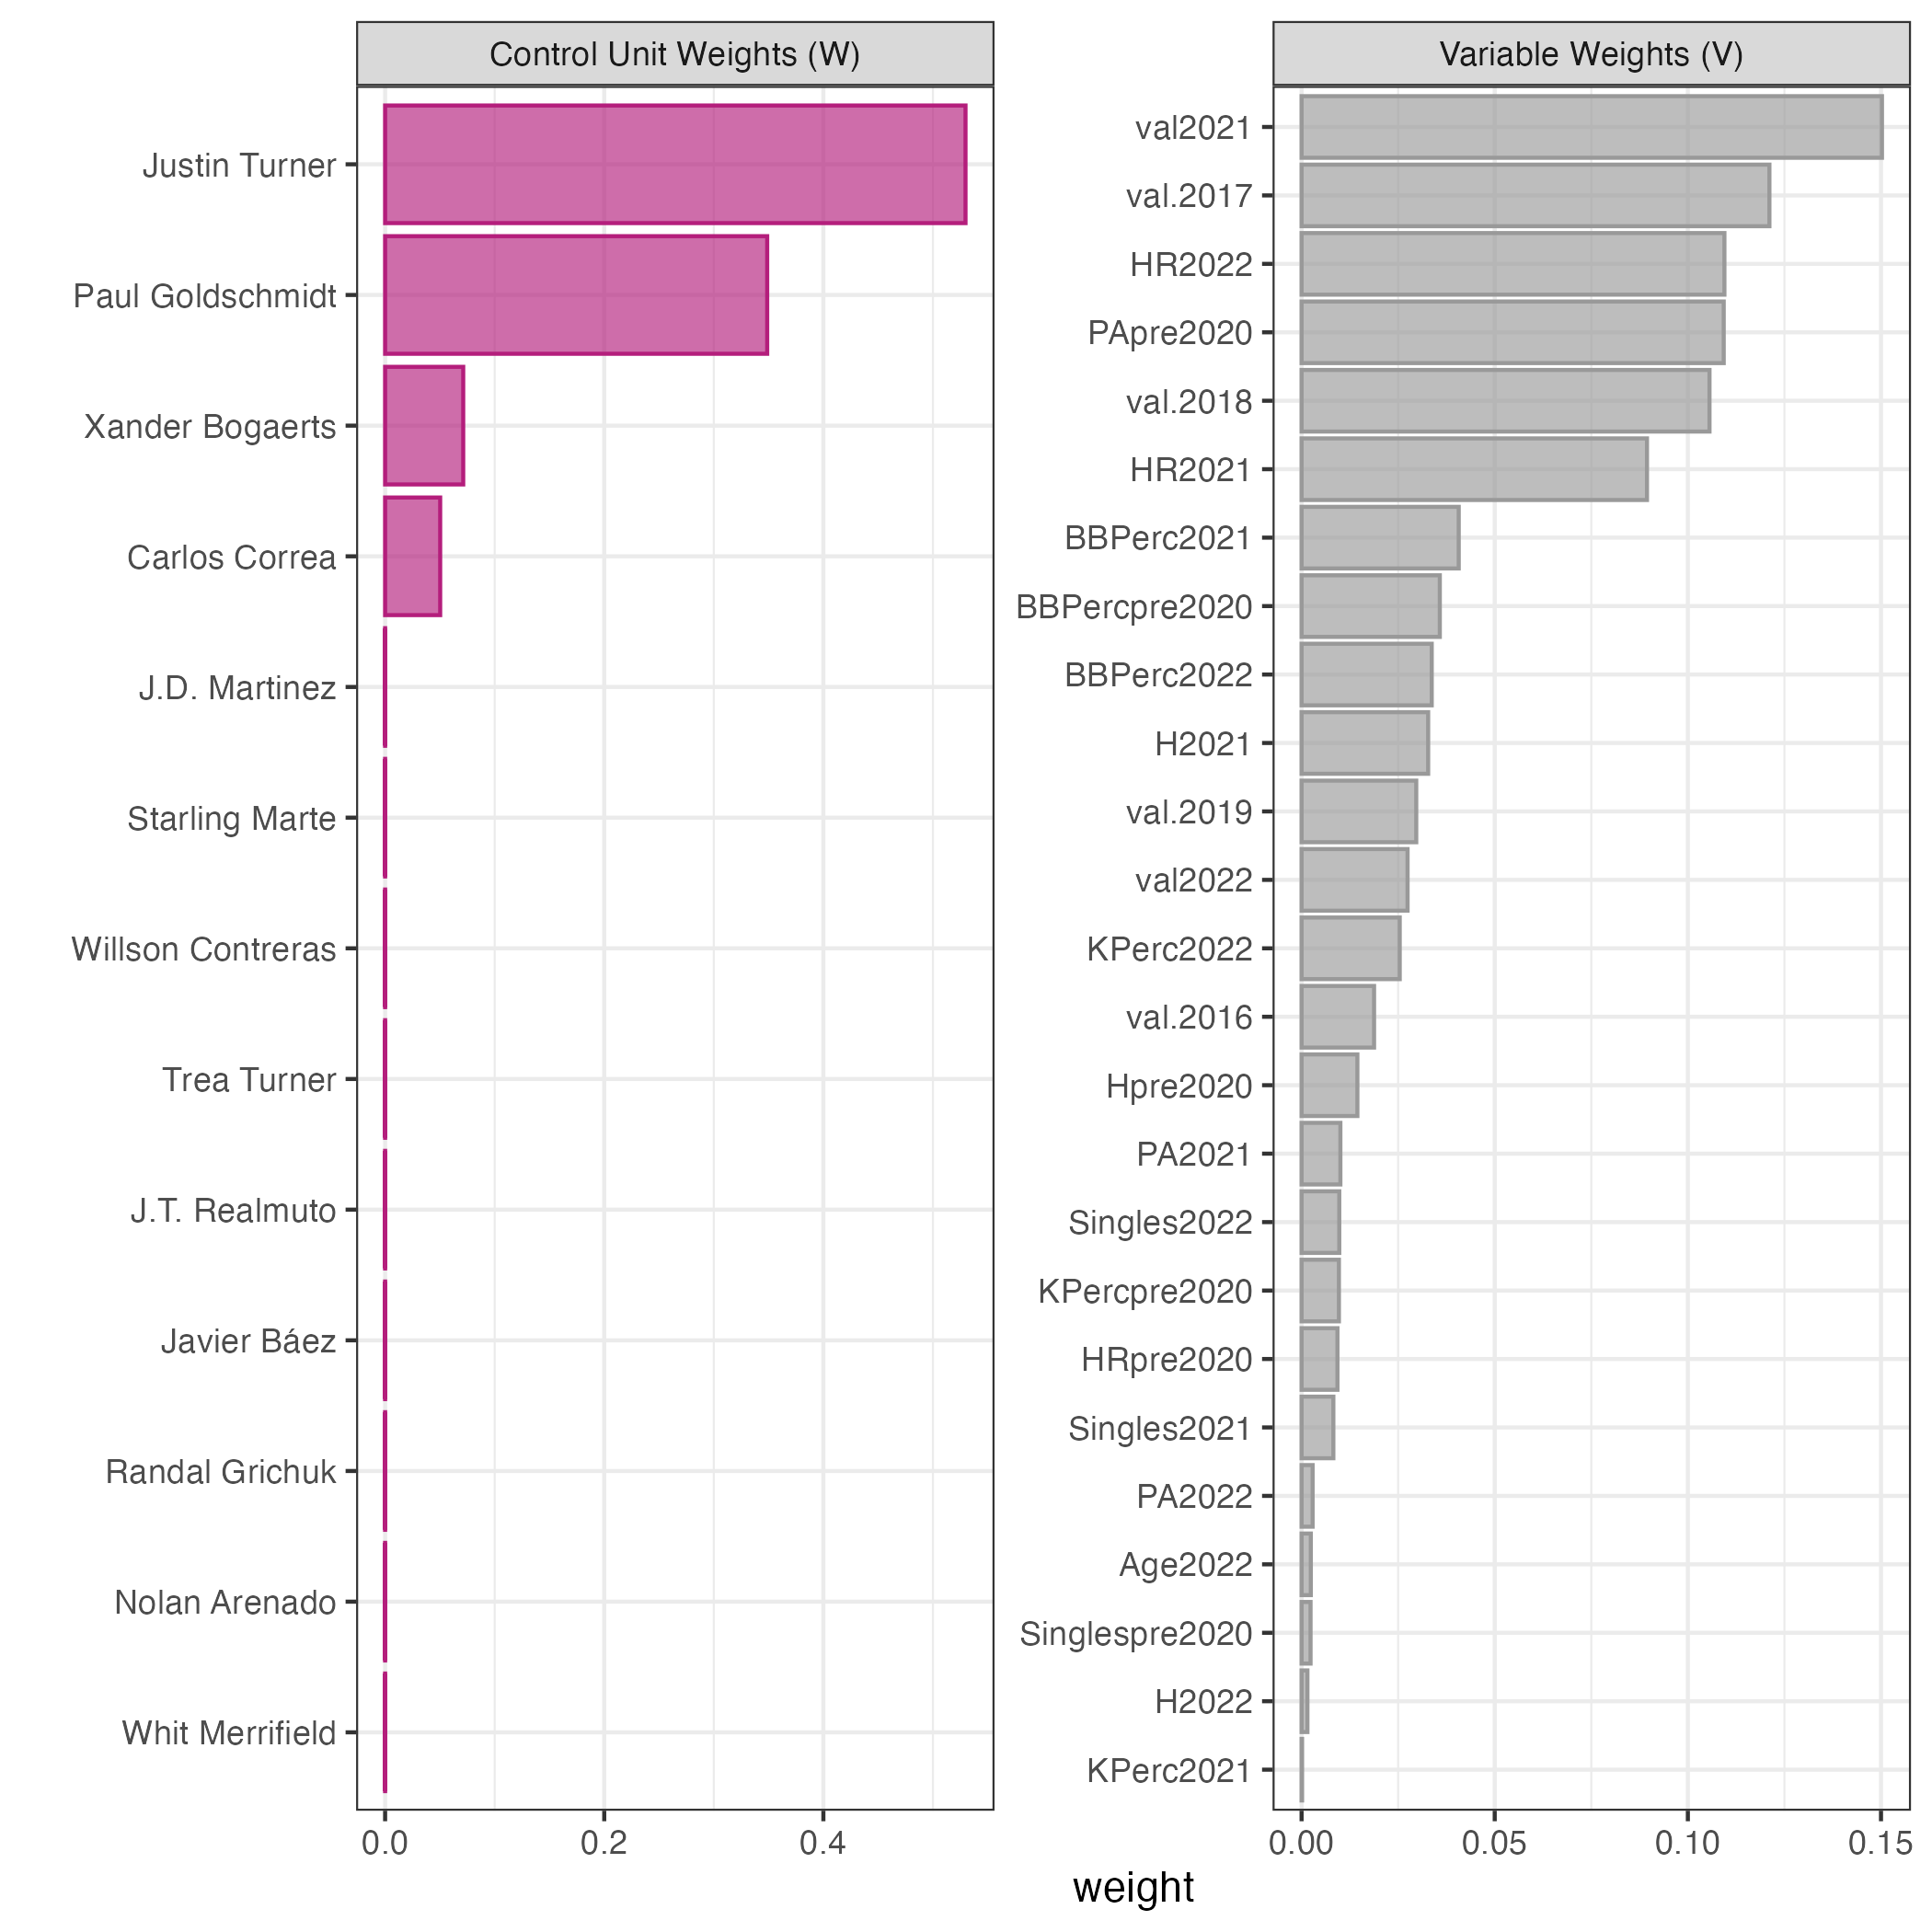 Control Unit Weights (W)
Justin Turner
Paul Goldschmidt
Xander Bogaerts
Carlos Correa
J.D. Martinez
Starling Marte
Willson Contreras
Trea Turner
J.T. Realmuto
Javier Báez
Randal Grichuk
Nolan Arenado
Whit Merrifield
0.0 0.2 0.4
Variable Weights (V)
val2021
val.2017
HR2022
PApre2020
val.2018
HR2021
BBPerc2021
BBPercpre2020
BBPerc2022
H2021
val.2019
val2022
KPerc2022
val.2016
Hpre2020
PA2021
Singles2022
KPercpre2020
HRpre2020
Singles2021
PA2022
Age2022
Singlespre2020
H2022
KPerc2021
0.00 0.05 0.10 0.15
weight